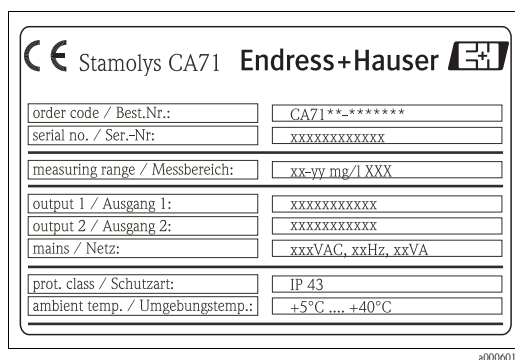 CE Stamolys CA71 Endress+Hauser E+H
order code / Best.Nr.: CA71**-*******
serial no. / Ser.-Nr: xxxxxxxxxxxx
measuring range / Messbereich: xx-yy mg/l XXX
output 1 / Ausgang 1: xxxxxxxxxxx
output 2 / Ausgang 2: xxxxxxxxxxx
mains / Netz: xxxVAC, xxHz, xxVA
prot. class / Schutzart: IP 43
ambient temp. / Umgebungstemp.: +5°C .... +40°C